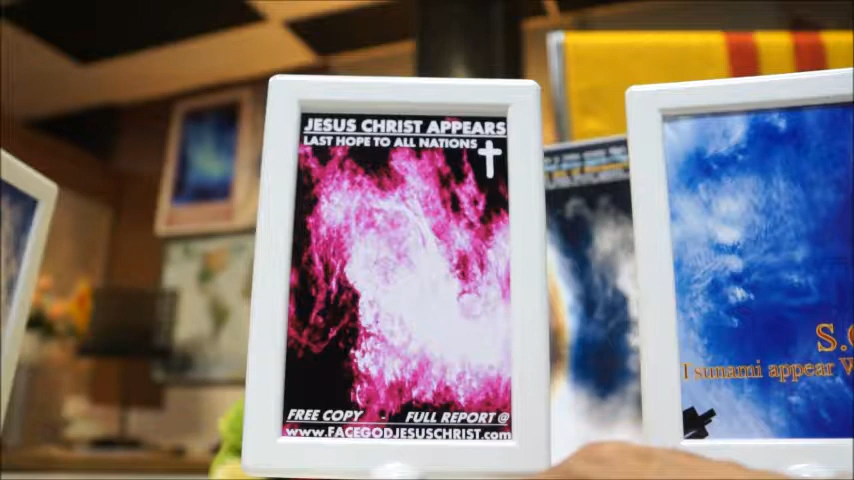 JESUS CHRIST APPEARS
LAST HOPE TO ALL NATIONS
FREE COPY - FULL REPORT @
www.FACEGODJESUSCHRIST.com
Tsunami appear